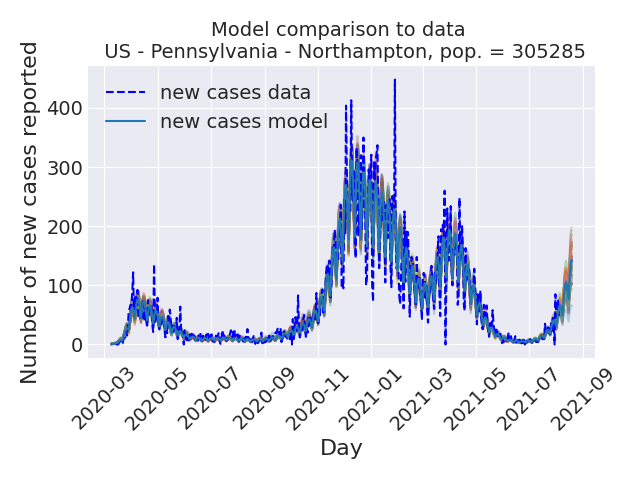 Model comparison to data
US - Pennsylvania - Northampton, pop. = 305285
Number of new cases reported
new cases data
new cases model
400
300
200
100
0
2020-03
2020-05
2020-07
2020-09
2020-11
2021-01
2021-03
2021-05
2021-07
2021-09
Day